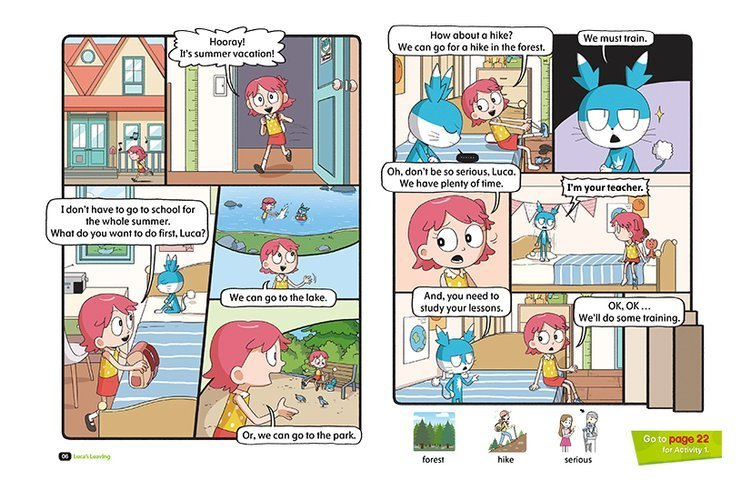 Hooray!
It's summer vacation!
I don't have to go to school for
the whole summer.
What do you want to do first, Luca?
We can go to the lake.
Or, we can go to the park.
06 Luca's Leaving
How about a hike?
We can go for a hike in the forest.
We must train.
Oh, don't be so serious, Luca.
We have plenty of time.
I'm your teacher.
And, you need to
study your lessons.
OK, OK ...
We'll do some training.
forest
hike
serious
Go to page 22
for Activity 1.